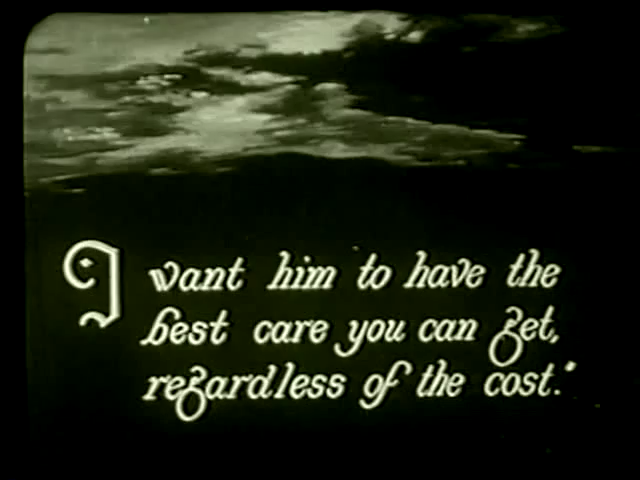 I want him to have the
best care you can get,
regardless of the cost."